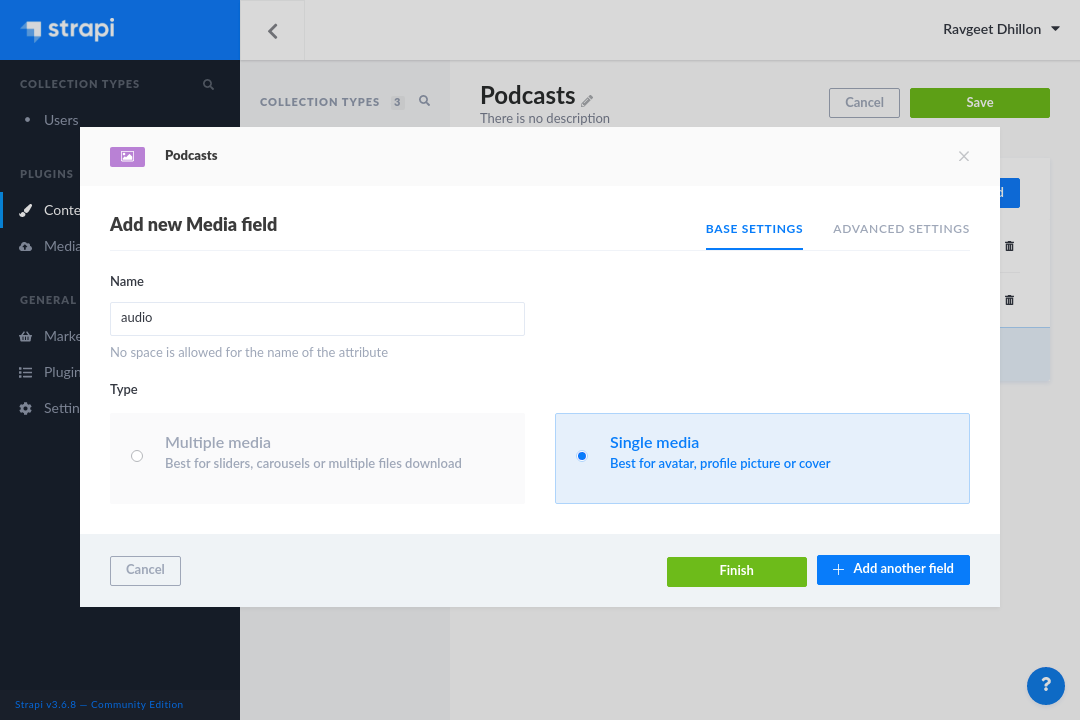 strapi
Ravgeet Dhillon
COLLECTION TYPES
Users
PLUGINS
Conte
Media
GENERAL
Marke
Plugin
Settin
Strapi v3.6.8 — Community Edition
COLLECTION TYPES 3
Podcasts
There is no description
Cancel
Save
d
Podcasts
Add new Media field
BASE SETTINGS
ADVANCED SETTINGS
Name
audio
No space is allowed for the name of the attribute
Type
Multiple media
Best for sliders, carousels or multiple files download
Single media
Best for avatar, profile picture or cover
Cancel
Finish
Add another field
?